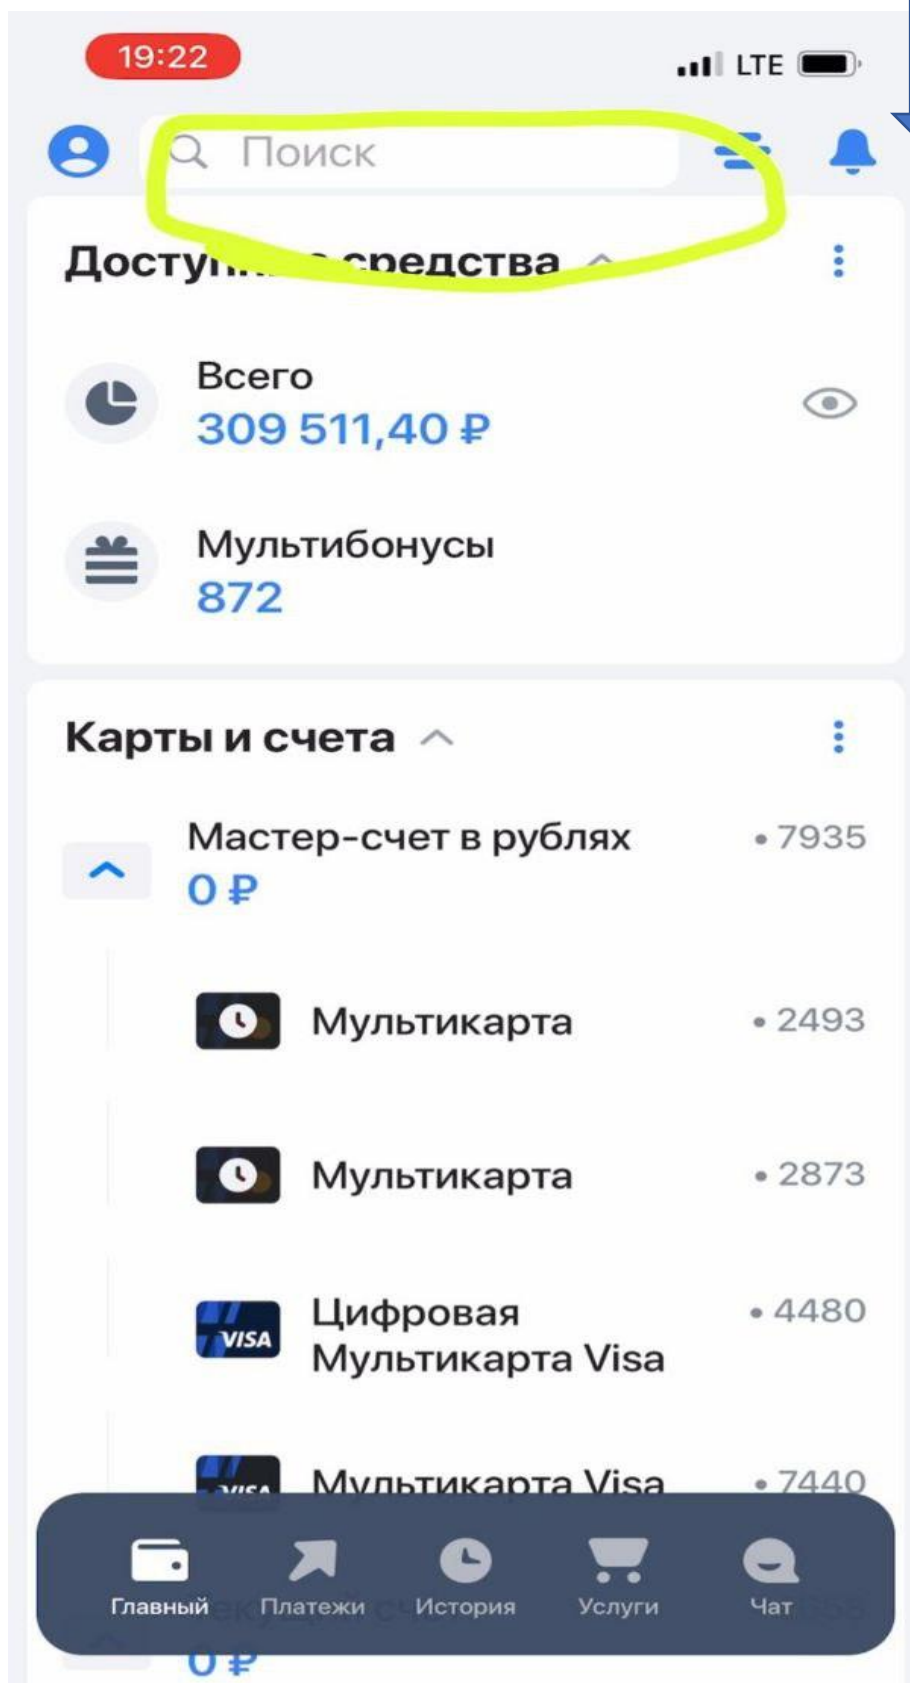 19:22
LTE
Поиск
средства
Всего
309 511,40 ₽
Мультибонусы
872
Карты и счета
Мастер-счет в рублях • 7935
0 ₽
Мультикарта • 2493
Мультикарта • 2873
VISA Цифровая • 4480
Мультикарта Visa
VISA Мультикарта Visa • 7440
Главный Платежи История Услуги Чат
0 ₽